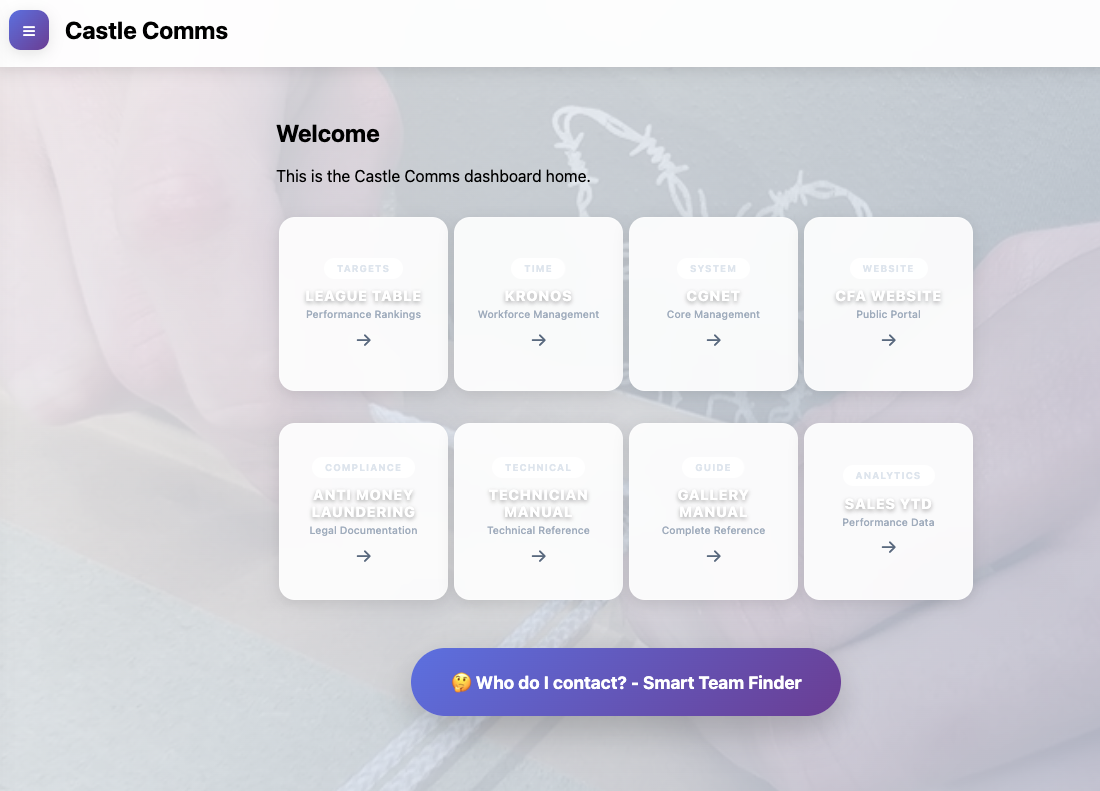 Castle Comms
Welcome
This is the Castle Comms dashboard home.
TARGETS
LEAGUE TABLE
Performance Rankings
→
TIME
KRONOS
Workforce Management
→
SYSTEM
CGNET
Core Management
→
WEBSITE
CFA WEBSITE
Public Portal
→
COMPLIANCE
ANTI MONEY
LAUNDERING
Legal Documentation
→
TECHNICAL
TECHNICIAN
MANUAL
Technical Reference
→
GUIDE
GALLERY
MANUAL
Complete Reference
→
ANALYTICS
SALES YTD
Performance Data
→
🤔 Who do I contact? - Smart Team Finder